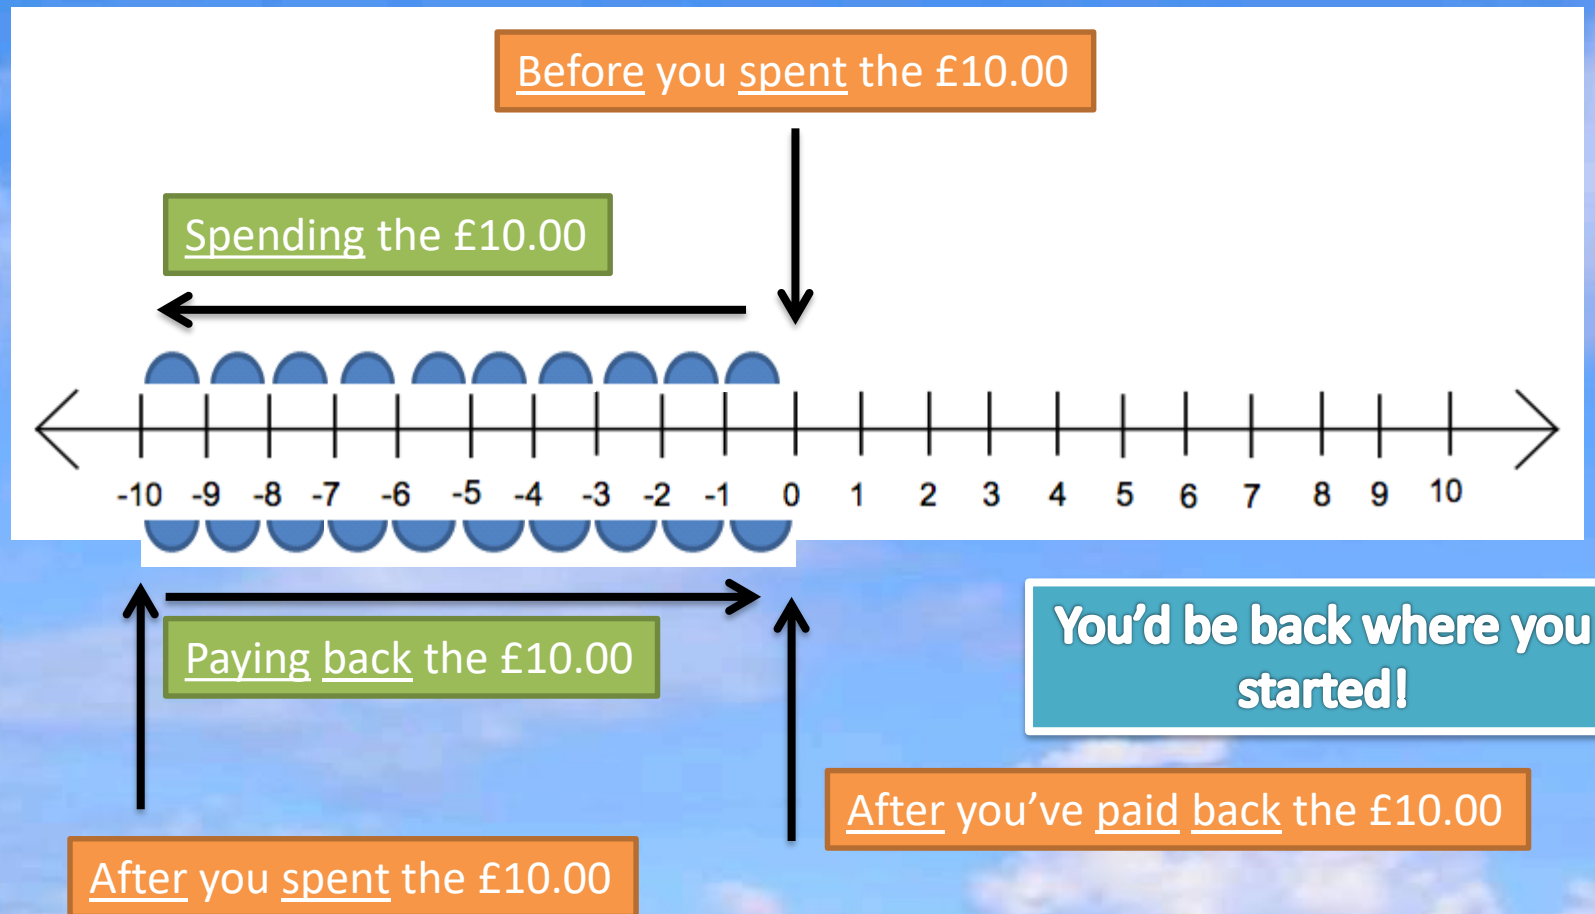 Before you spent the £10.00
Spending the £10.00
-10 -9 -8 -7 -6 -5 -4 -3 -2 -1 0 1 2 3 4 5 6 7 8 9 10
Paying back the £10.00
You'd be back where you
started!
After you've paid back the £10.00
After you spent the £10.00